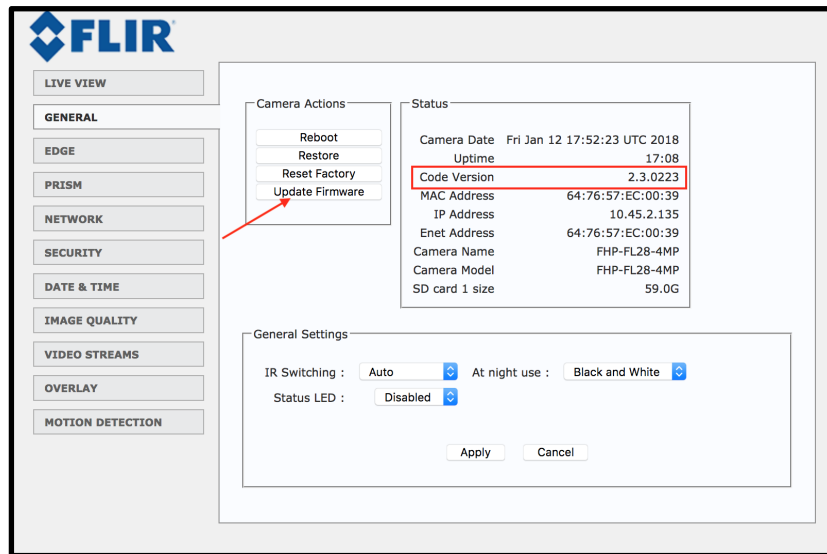 FLIR
LIVE VIEW
GENERAL
EDGE
PRISM
NETWORK
SECURITY
DATE & TIME
IMAGE QUALITY
VIDEO STREAMS
OVERLAY
MOTION DETECTION
Camera Actions
Reboot
Restore
Reset Factory
Update Firmware
Status
Camera Date Fri Jan 12 17:52:23 UTC 2018
Uptime 17:08
Code Version 2.3.0223
MAC Address 64:76:57:EC:00:39
IP Address 10.45.2.135
Enet Address 64:76:57:EC:00:39
Camera Name FHP-FL28-4MP
Camera Model FHP-FL28-4MP
SD card 1 size 59.0G
General Settings
IR Switching : Auto At night use : Black and White
Status LED : Disabled
Apply Cancel